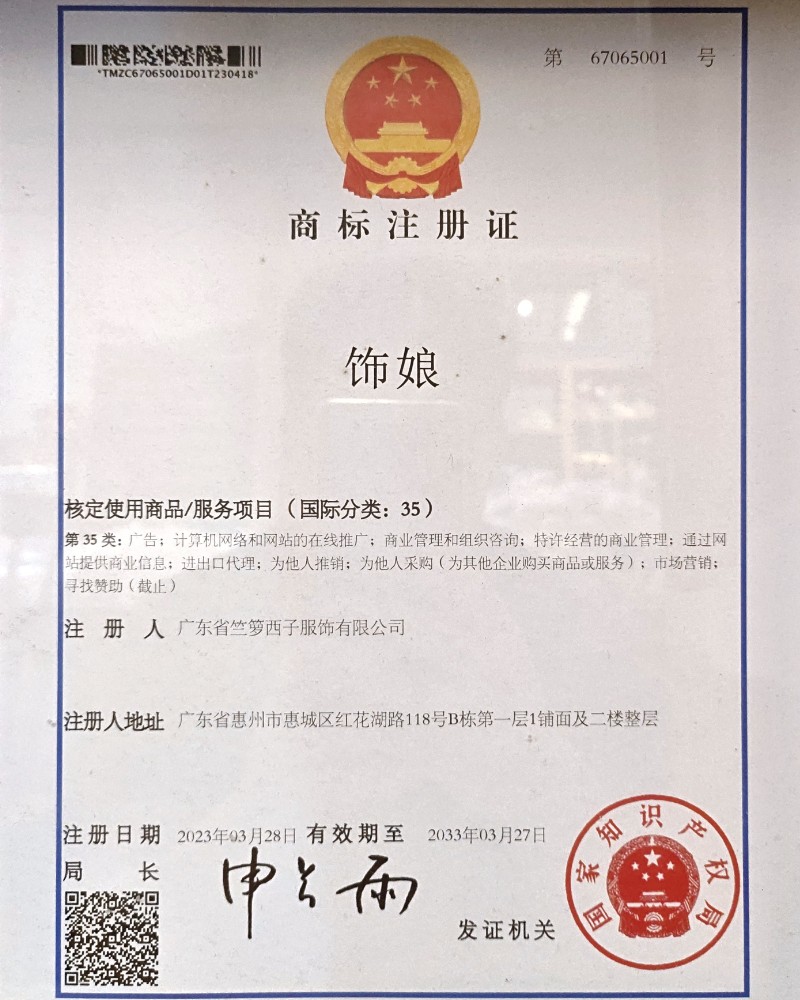 *TMZC67065001D01T230418*
第 67065001 号
商标注册证
饰娘
核定使用商品/服务项目（国际分类：35）
第35类：广告；计算机网络和网站的在线推广；商业管理和组织咨询；特许经营的商业管理；通过网
站提供商业信息；进出口代理；为他人推销；为他人采购（为其他企业购买商品或服务）；市场营销；
寻找赞助（截止）
注册人 广东省竺箩西子服饰有限公司
注册人地址 广东省惠州市惠城区红花湖路118号B栋第一层1铺面及二楼整层
注册日期 2023年03月28日 有效期至 2033年03月27日
局长 申长雨
发证机关
国家知识产权局